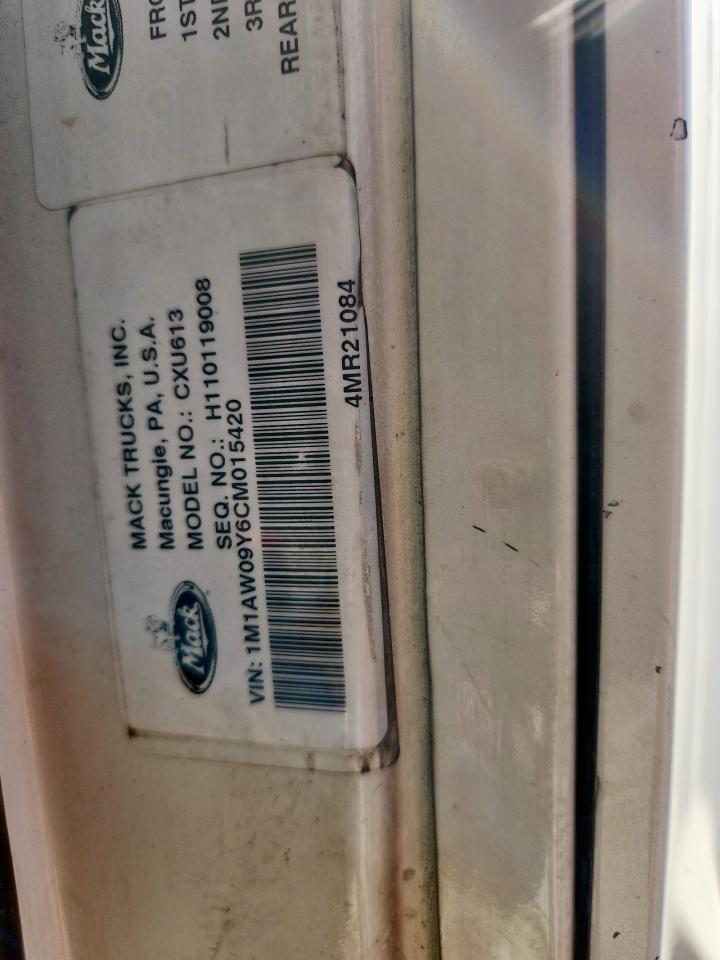 Mack
FRO
1ST
2ND
3R
REAR
MACK TRUCKS, INC.
Macungie, PA, U.S.A.
MODEL NO.: CXU613
SEQ. NO.: H110119008
VIN: 1M1AW09Y6CM015420
4MR21084
Mack